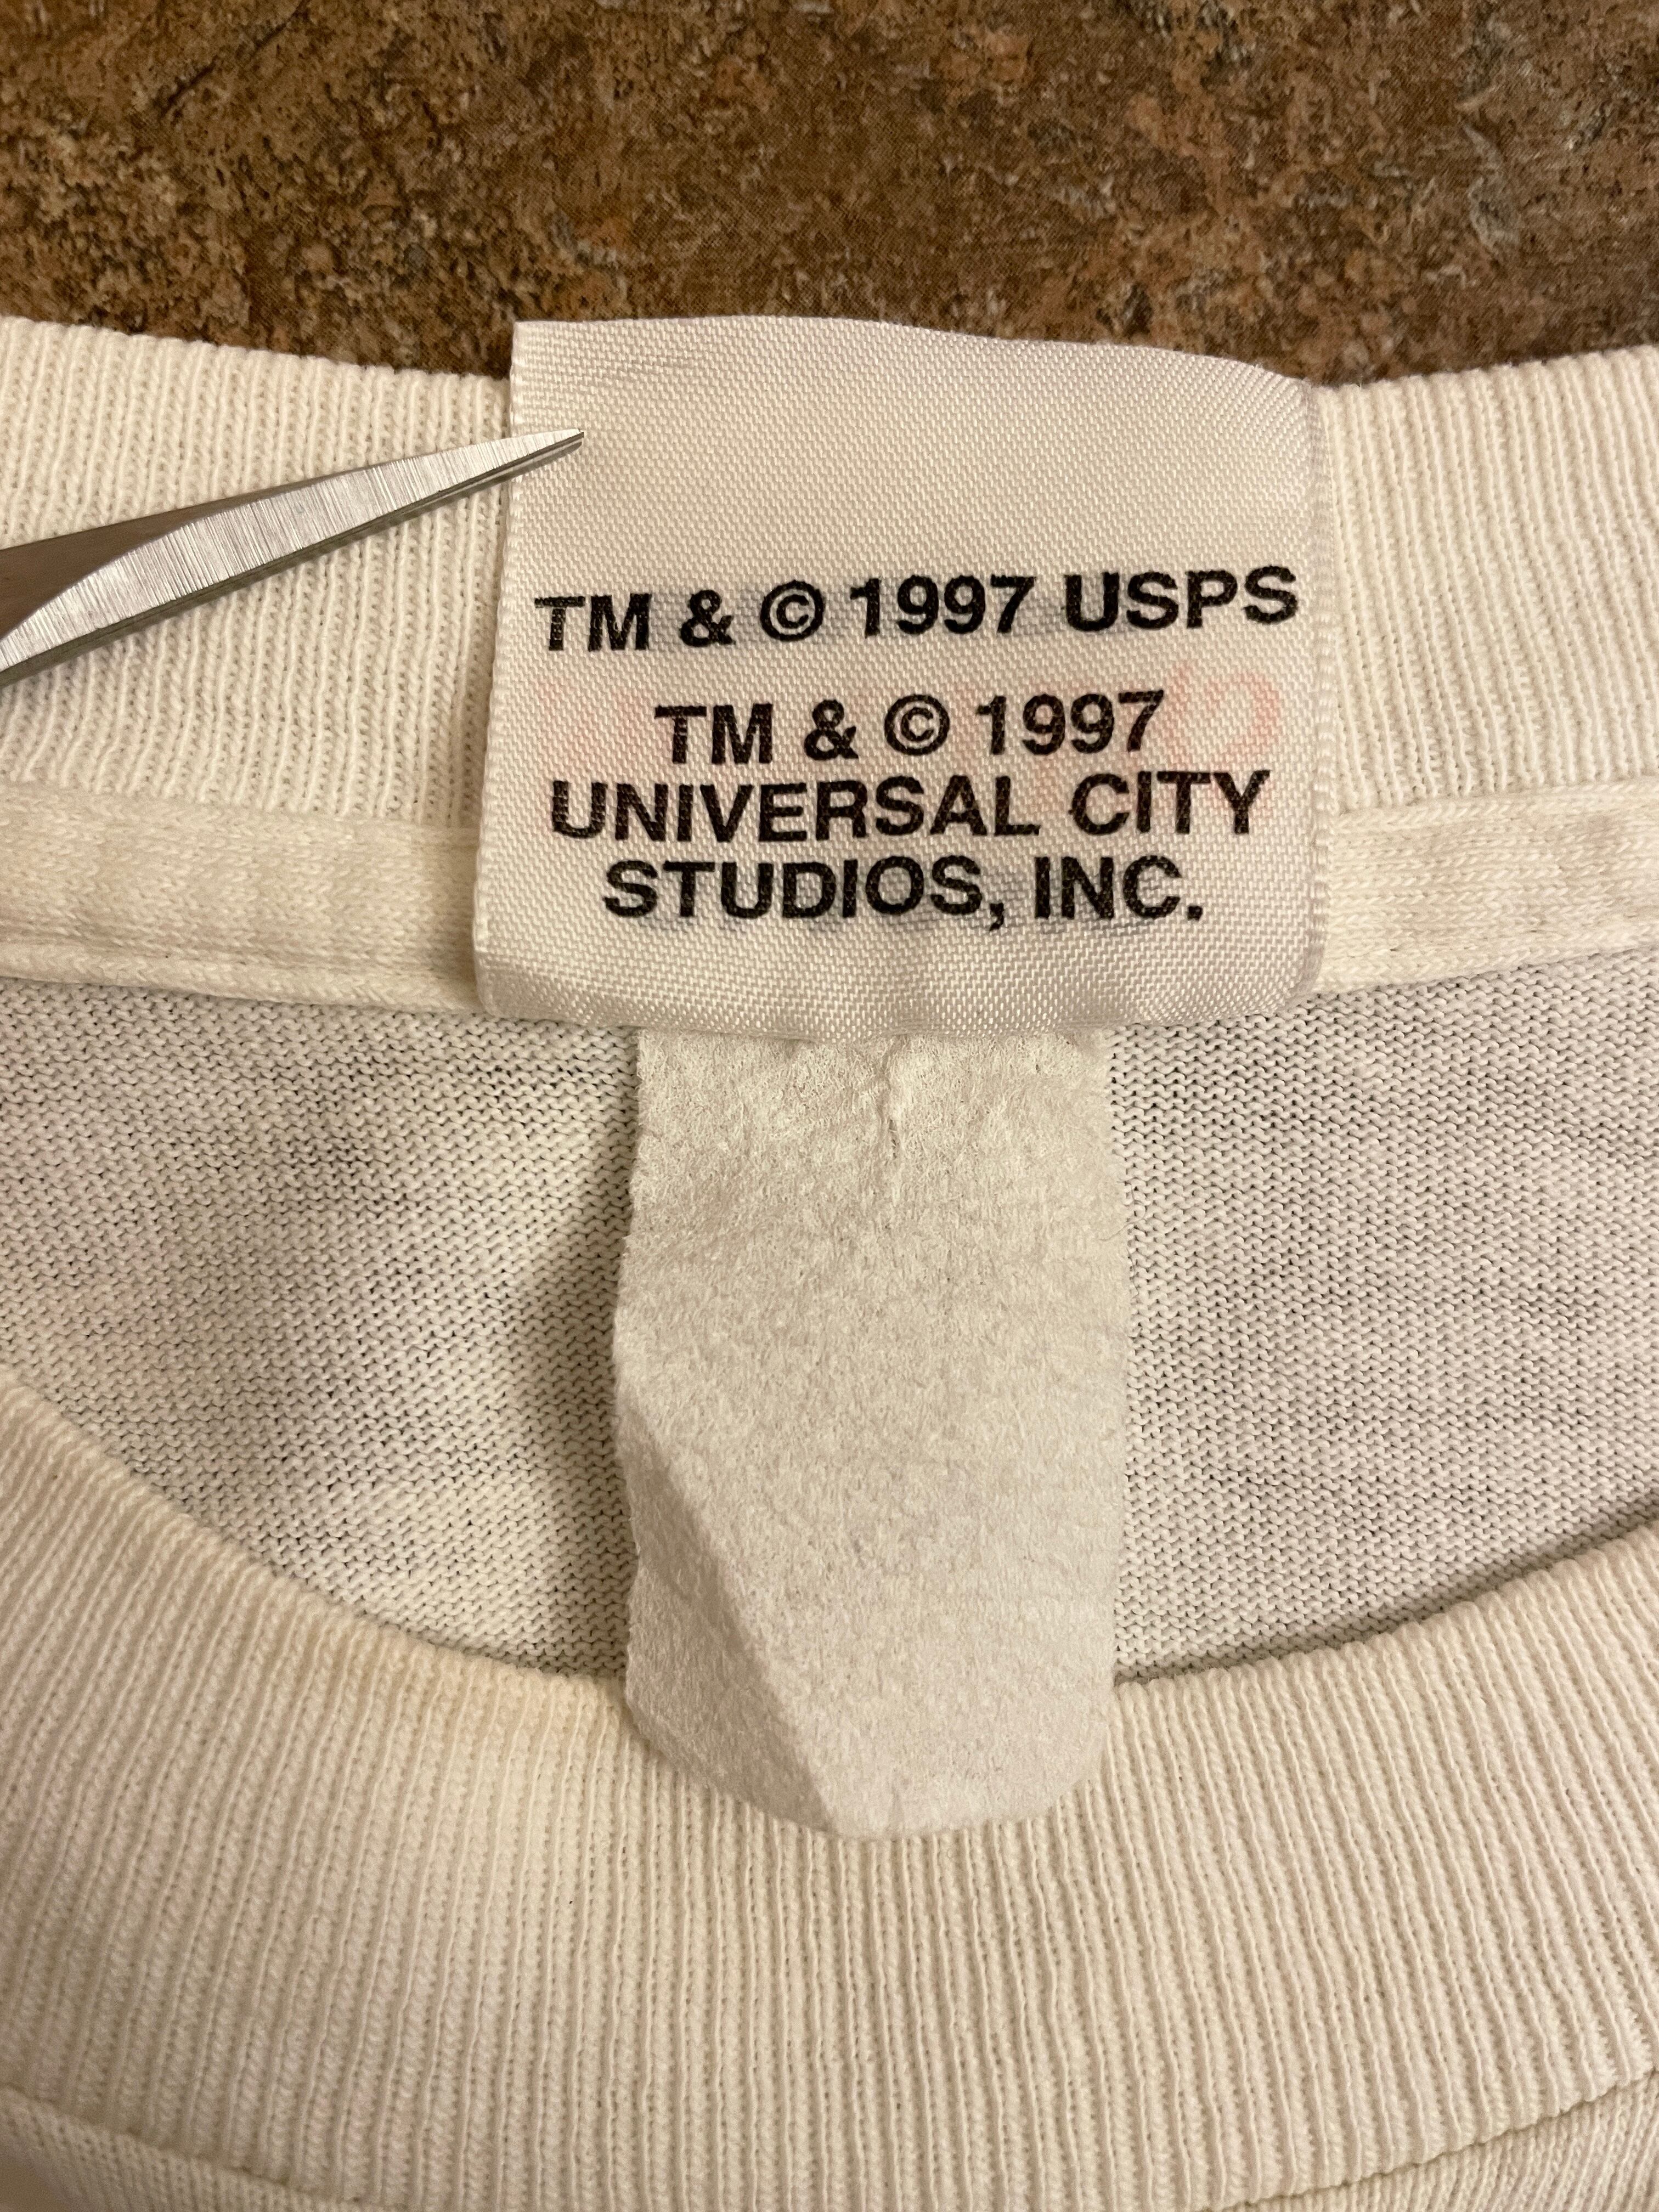 TM & © 1997 USPS
TM & © 1997
UNIVERSAL CITY
STUDIOS, INC.